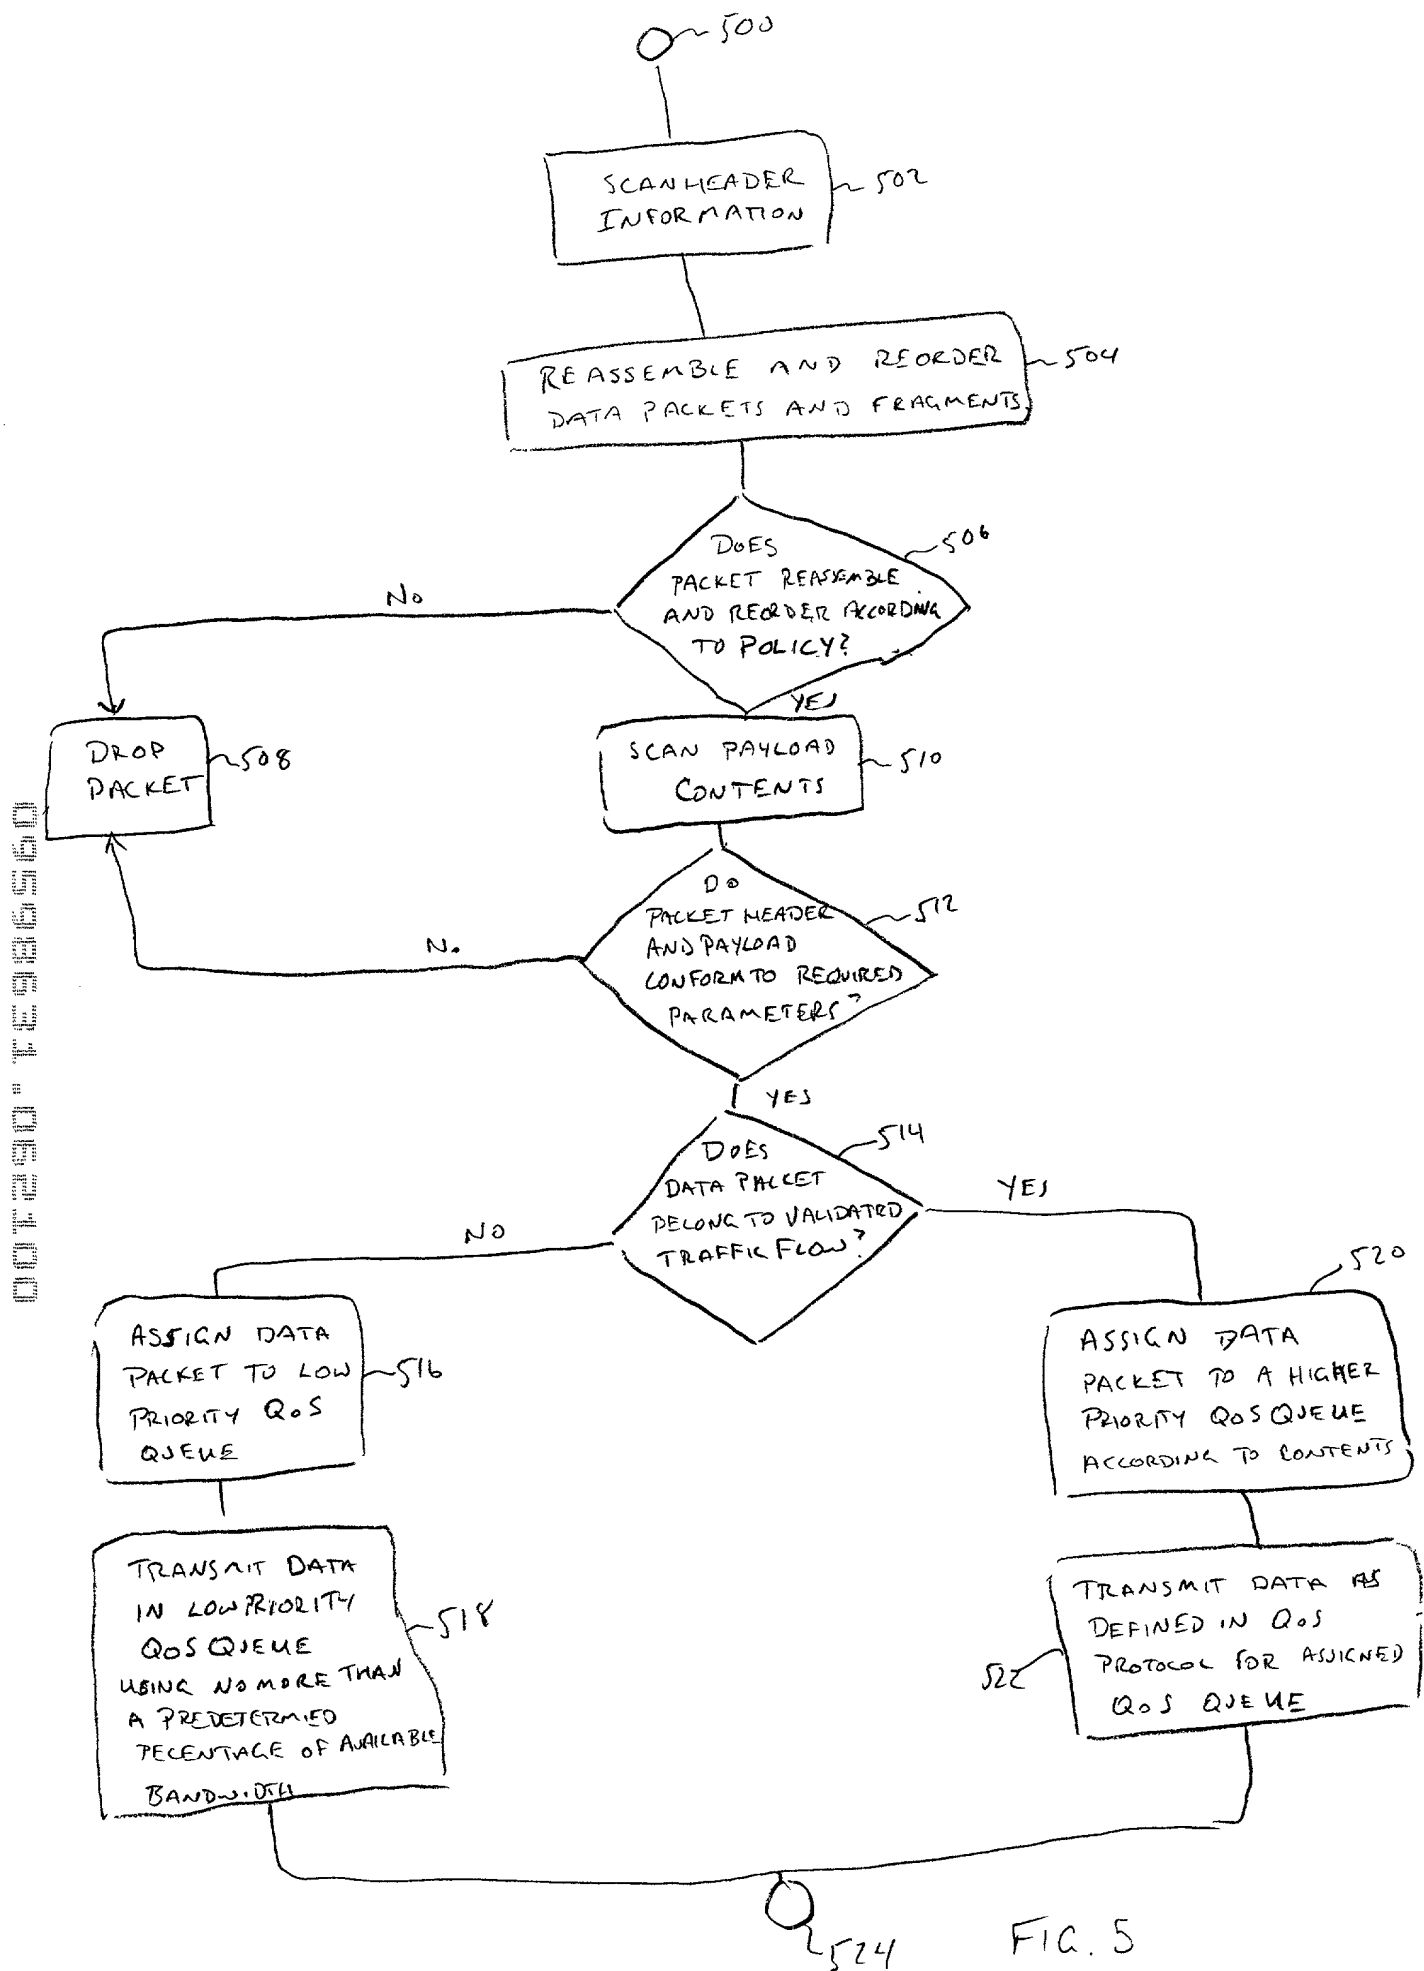 500
SCAN HEADER
INFORMATION
502
REASSEMBLE AND REORDER
DATA PACKETS AND FRAGMENTS
504
DOES
PACKET REASSEMBLE
AND REORDER ACCORDING
TO POLICY?
506
NO
YES
DROP
PACKET
508
SCAN PAYLOAD
CONTENTS
510
DO
PACKET HEADER
AND PAYLOAD
CONFORM TO REQUIRED
PARAMETERS?
512
NO
YES
DOES
DATA PACKET
BELONG TO VALIDATED
TRAFFIC FLOW?
514
NO
YES
ASSIGN DATA
PACKET TO LOW
PRIORITY QoS
QUEUE
516
520
ASSIGN DATA
PACKET TO A HIGHER
PRIORITY QoS QUEUE
ACCORDING TO CONTENTS
TRANSMIT DATA
IN LOW PRIORITY
QoS QUEUE
USING NO MORE THAN
A PREDETERMIED
PECENTAGE OF AVAILABLE
BANDWIDTH
518
TRANSMIT DATA AS
DEFINED IN QoS
PROTOCOL FOR ASSIGNED
QoS QUEUE
522
524
FIG. 5
09598631.062100